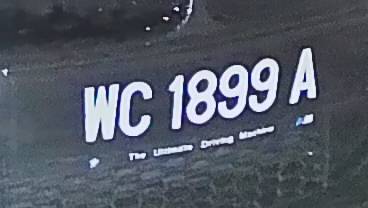 WC 1899 A
The Ultimate Driving Machine